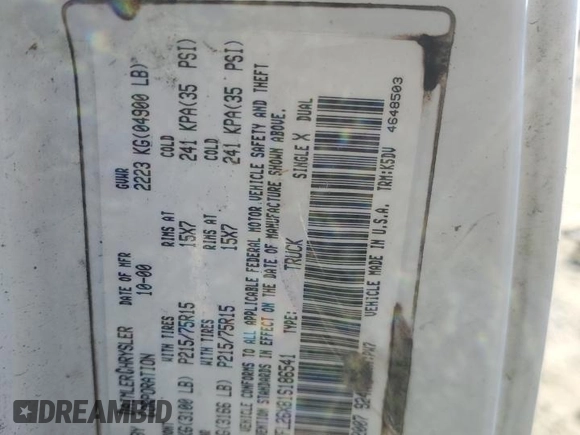 DATE OF MFR GVWR
10-00 2223 KG(04900 LB)
WITH TIRES RIMS AT COLD
KG(3100 LB) P215/75R15 15X7 241 KPA(35 PSI)
WITH TIRES RIMS AT COLD
KG(3166 LB) P215/75R15 15X7 241 KPA(35 PSI)
VEHICLE CONFORMS TO ALL APPLICABLE FEDERAL MOTOR VEHICLE SAFETY AND THEFT
STANDARDS IN EFFECT ON THE DATE OF MANUFACTURE SHOWN ABOVE.
TYPE: TRUCK SINGLE X DUAL
VEHICLE MADE IN U.S.A. TRM:K5DV
4648503
DREAMBID